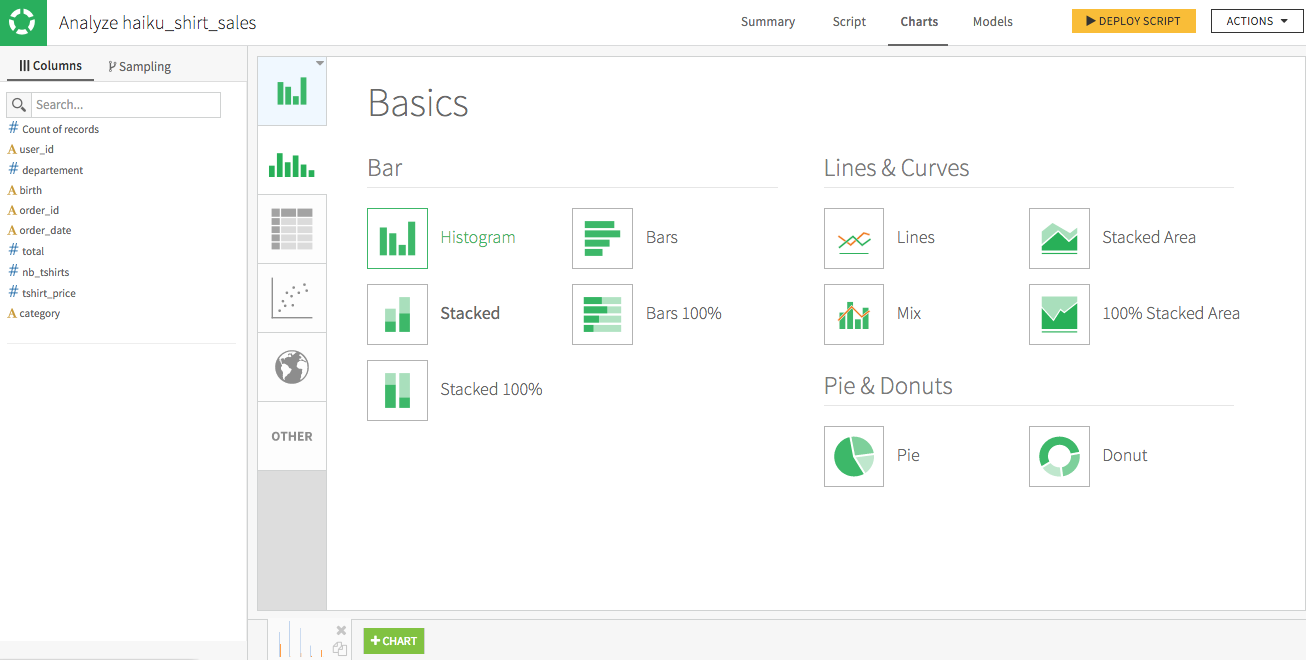 Analyze haiku_shirt_sales
Summary
Script
Charts
Models
DEPLOY SCRIPT
ACTIONS
Columns
Sampling
Search...
# Count of records
A user_id
# departement
A birth
A order_id
A order_date
# total
# nb_tshirts
# tshirt_price
A category
OTHER
Basics
Bar
Histogram
Bars
Stacked
Bars 100%
Stacked 100%
Lines & Curves
Lines
Stacked Area
Mix
100% Stacked Area
Pie & Donuts
Pie
Donut
+ CHART